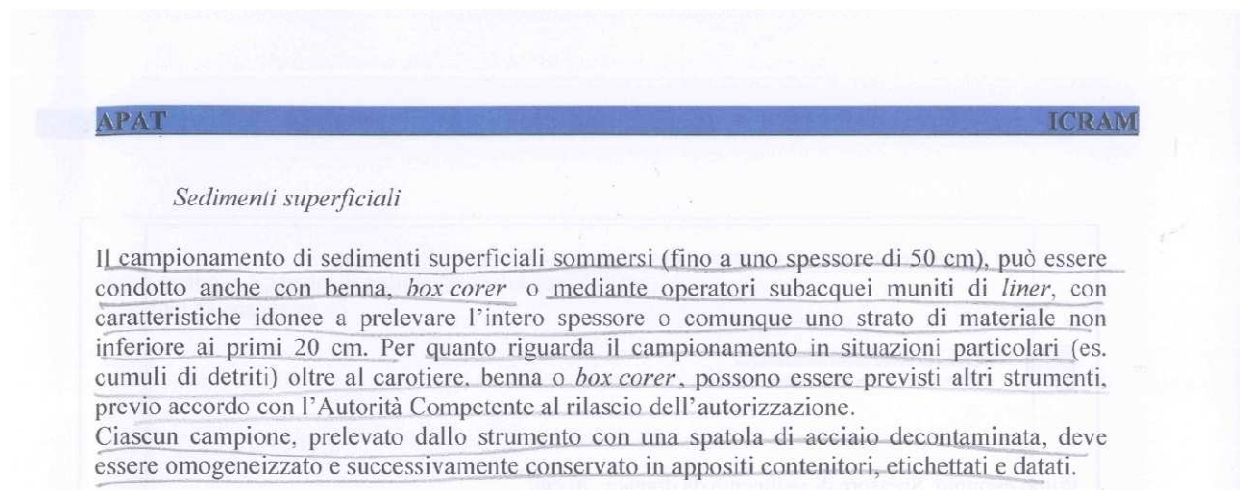 APAT ICRAM
Sedimenti superficiali
Il campionamento di sedimenti superficiali sommersi (fino a uno spessore di 50 cm), può essere
condotto anche con benna, box corer o mediante operatori subacquei muniti di liner, con
caratteristiche idonee a prelevare l'intero spessore o comunque uno strato di materiale non
inferiore ai primi 20 cm. Per quanto riguarda il campionamento in situazioni particolari (es.
cumuli di detriti) oltre al carotiere, benna o box corer, possono essere previsti altri strumenti,
previo accordo con l'Autorità Competente al rilascio dell'autorizzazione.
Ciascun campione, prelevato dallo strumento con una spatola di acciaio decontaminata, deve
essere omogeneizzato e successivamente conservato in appositi contenitori, etichettati e datati.